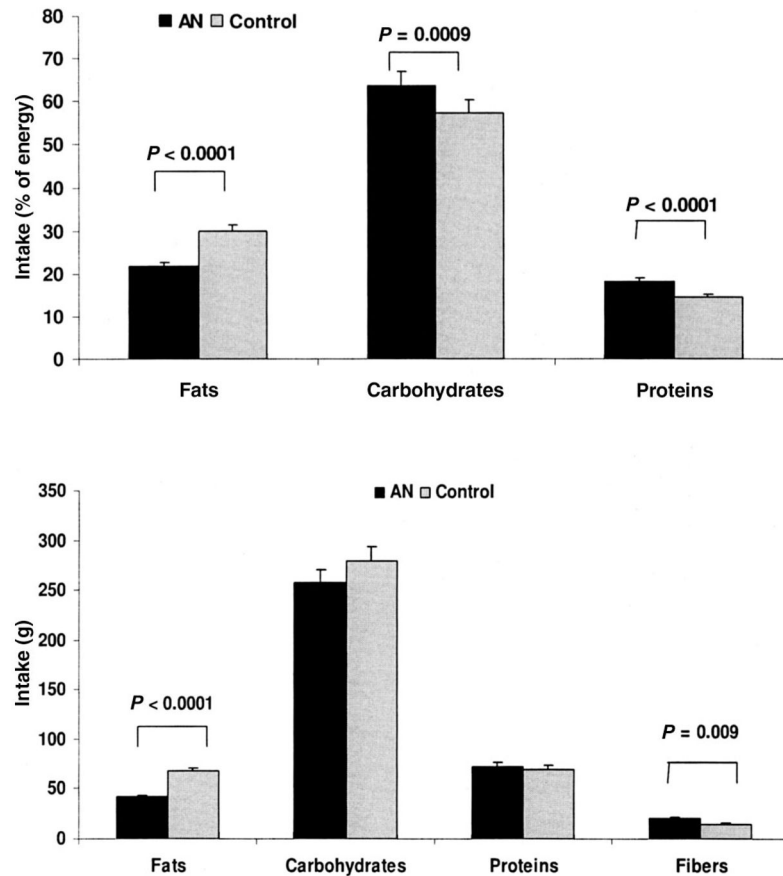 AN Control
P = 0.0009
P < 0.0001
P < 0.0001
Intake (% of energy)
80
70
60
50
40
30
20
10
0
Fats Carbohydrates Proteins
AN Control
P < 0.0001
P = 0.009
Intake (g)
350
300
250
200
150
100
50
0
Fats Carbohydrates Proteins Fibers